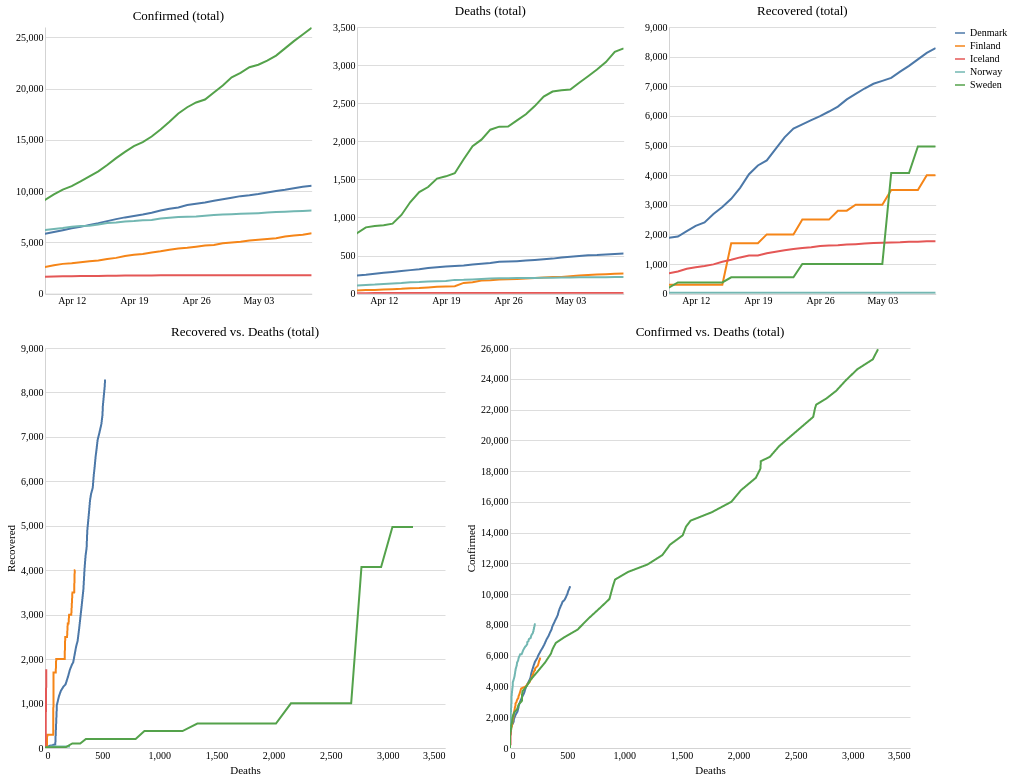 Confirmed (total)
25,000
20,000
15,000
10,000
5,000
0
Apr 12 Apr 19 Apr 26 May 03
Deaths (total)
3,500
3,000
2,500
2,000
1,500
1,000
500
0
Apr 12 Apr 19 Apr 26 May 03
Recovered (total)
9,000
8,000
7,000
6,000
5,000
4,000
3,000
2,000
1,000
0
Apr 12 Apr 19 Apr 26 May 03
Denmark
Finland
Iceland
Norway
Sweden
Recovered vs. Deaths (total)
Recovered
9,000
8,000
7,000
6,000
5,000
4,000
3,000
2,000
1,000
0
0 500 1,000 1,500 2,000 2,500 3,000 3,500
Deaths
Confirmed vs. Deaths (total)
Confirmed
26,000
24,000
22,000
20,000
18,000
16,000
14,000
12,000
10,000
8,000
6,000
4,000
2,000
0
0 500 1,000 1,500 2,000 2,500 3,000 3,500
Deaths